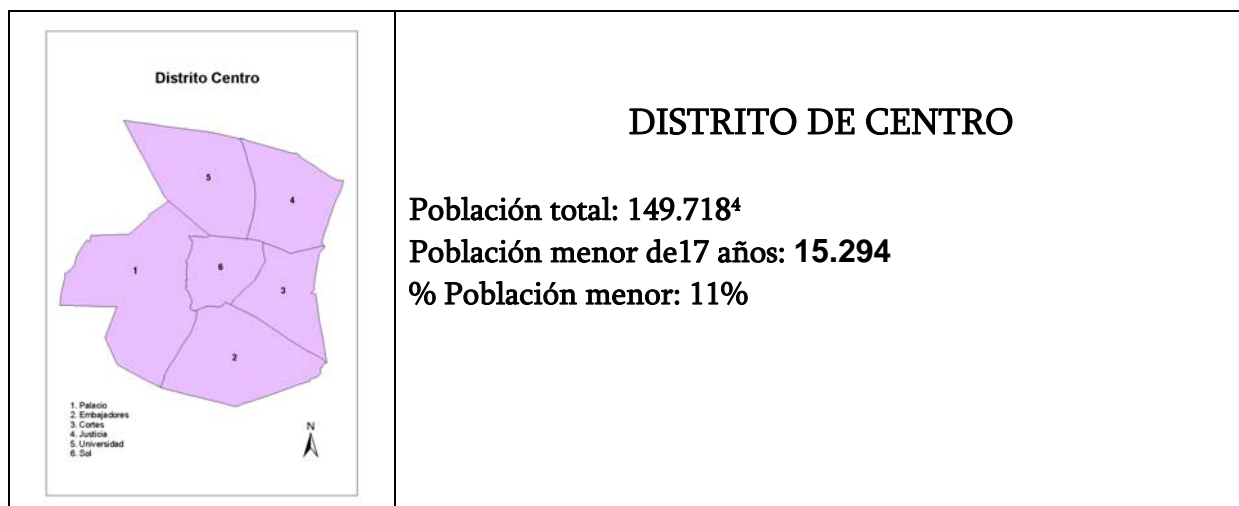 Distrito Centro
5
4
1
6
3
2
1. Palacio
2. Embajadores
3. Cortes
4. Justicia
5. Universidad
6. Sol
N
DISTRITO DE CENTRO
Población total: 149.718⁴
Población menor de17 años: 15.294
% Población menor: 11%